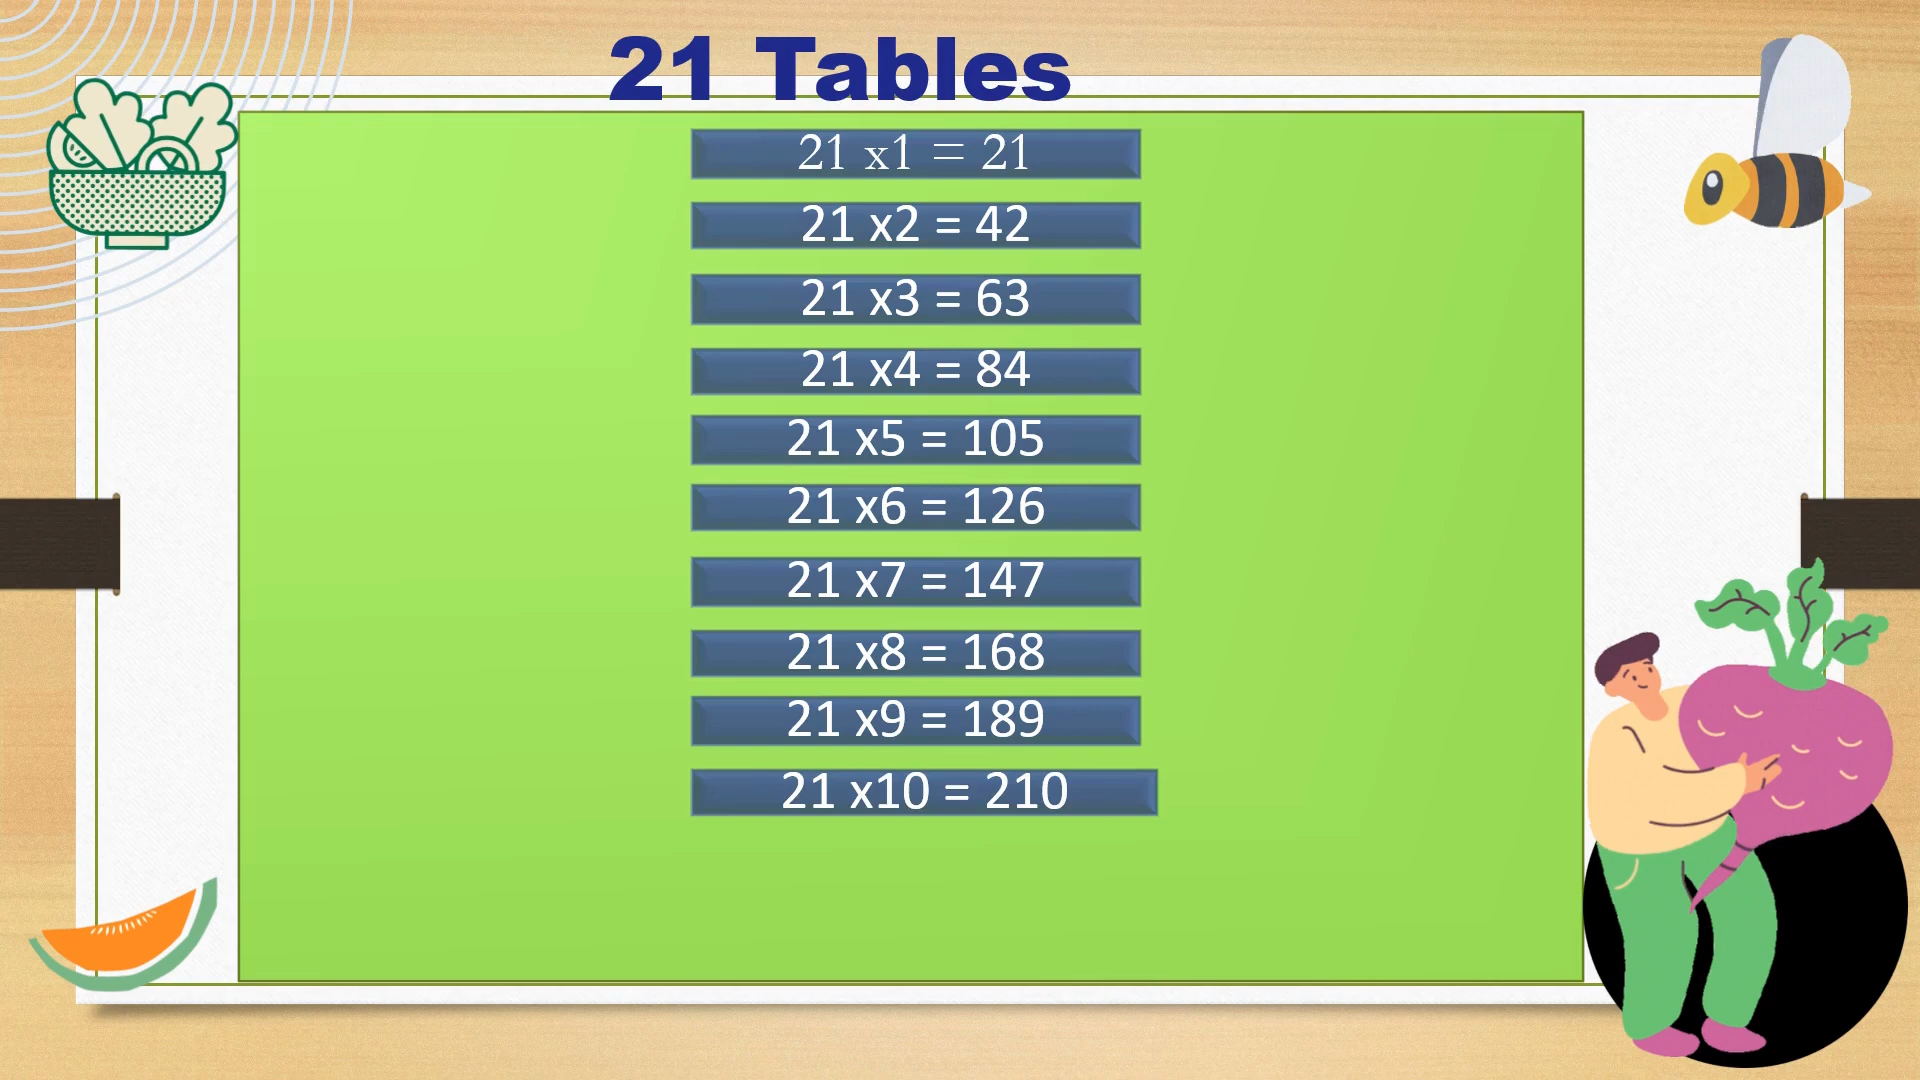 21 Tables
21 x1 = 21
21 x2 = 42
21 x3 = 63
21 x4 = 84
21 x5 = 105
21 x6 = 126
21 x7 = 147
21 x8 = 168
21 x9 = 189
21 x10 = 210